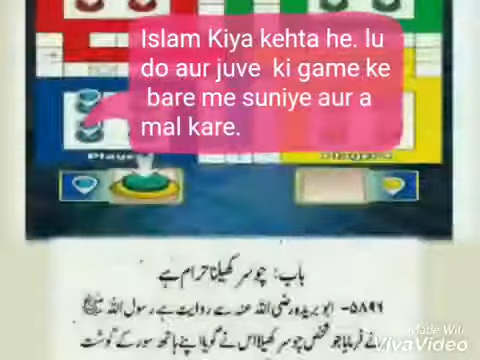 Islam Kiya kehta he. lu
do aur juve ki game ke
bare me suniye aur a
mal kare.
Playe
باب: چوسر کھیلنا حرام ہے
۵۸۹۶- ابو بریدہ رضی اللہ عنہ سے روایت ہے رسول اللہ ﷺ
نے فرمایا جو شخص چوسر کھیلا اس نے گویا اپنے ہاتھ سور کے گوشت
Made With
VivaVideo